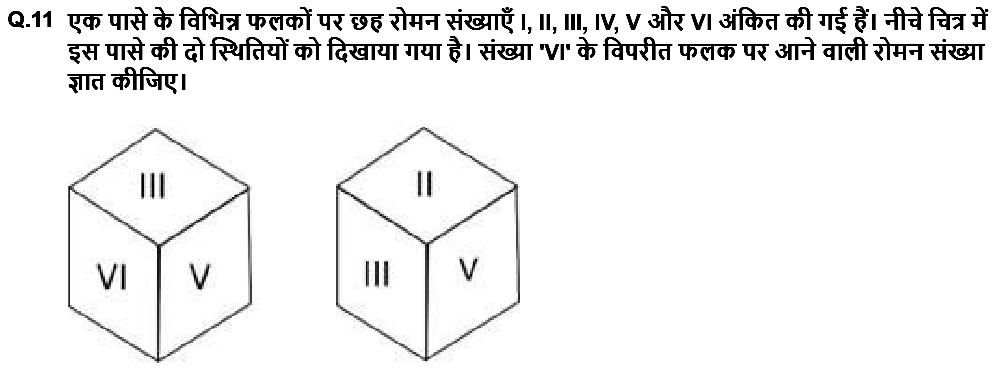 Q.11 एक पासे के विभिन्न फलकों पर छह रोमन संख्याएँ I, II, III, IV, V और VI अंकित की गई हैं। नीचे चित्र में
इस पासे की दो स्थितियों को दिखाया गया है। संख्या 'VI' के विपरीत फलक पर आने वाली रोमन संख्या
ज्ञात कीजिए।
III II
VI V III V